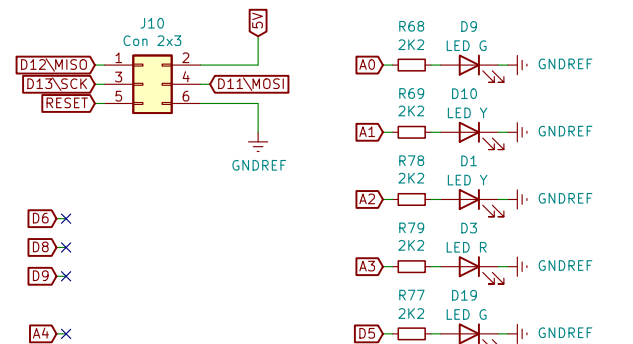 J10
Con 2x3
5V
D12\MISO 1 2
D13\SCK 3 4 D11\MOSI
RESET 5 6
GNDREF
D6
D8
D9
A4
R68 D9
2K2 LED G
A0 GNDREF
R69 D10
2K2 LED Y
A1 GNDREF
R78 D1
2K2 LED Y
A2 GNDREF
R79 D3
2K2 LED R
A3 GNDREF
R77 D19
2K2 LED G
D5 GNDREF